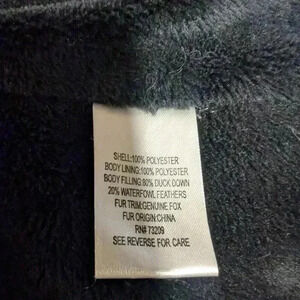 SHELL:100% POLYESTER
BODY LINING:100% POLYESTER
BODY FILLING:80% DUCK DOWN
20% WATERFOWL FEATHERS
FUR TRIM:GENUINE FOX
FUR ORIGIN:CHINA
RN# 73209
SEE REVERSE FOR CARE